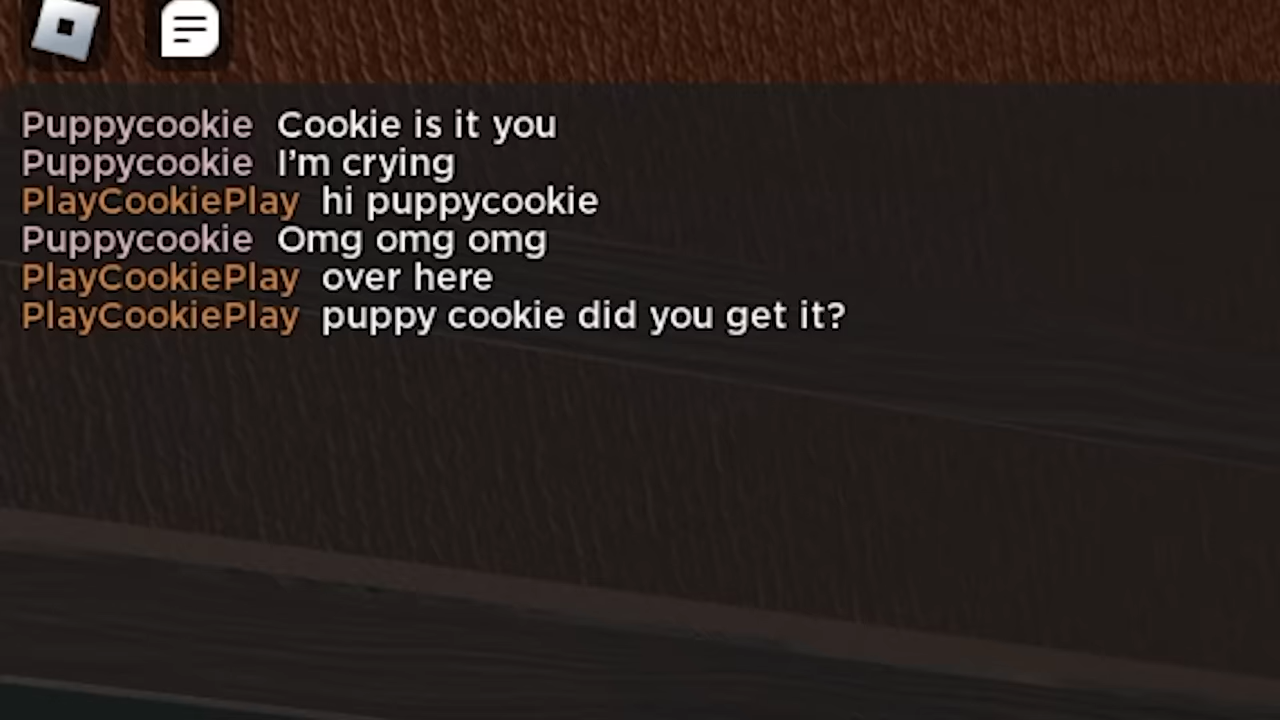 Puppycookie Cookie is it you
Puppycookie I’m crying
PlayCookiePlay hi puppycookie
Puppycookie Omg omg omg
PlayCookiePlay over here
PlayCookiePlay puppy cookie did you get it?